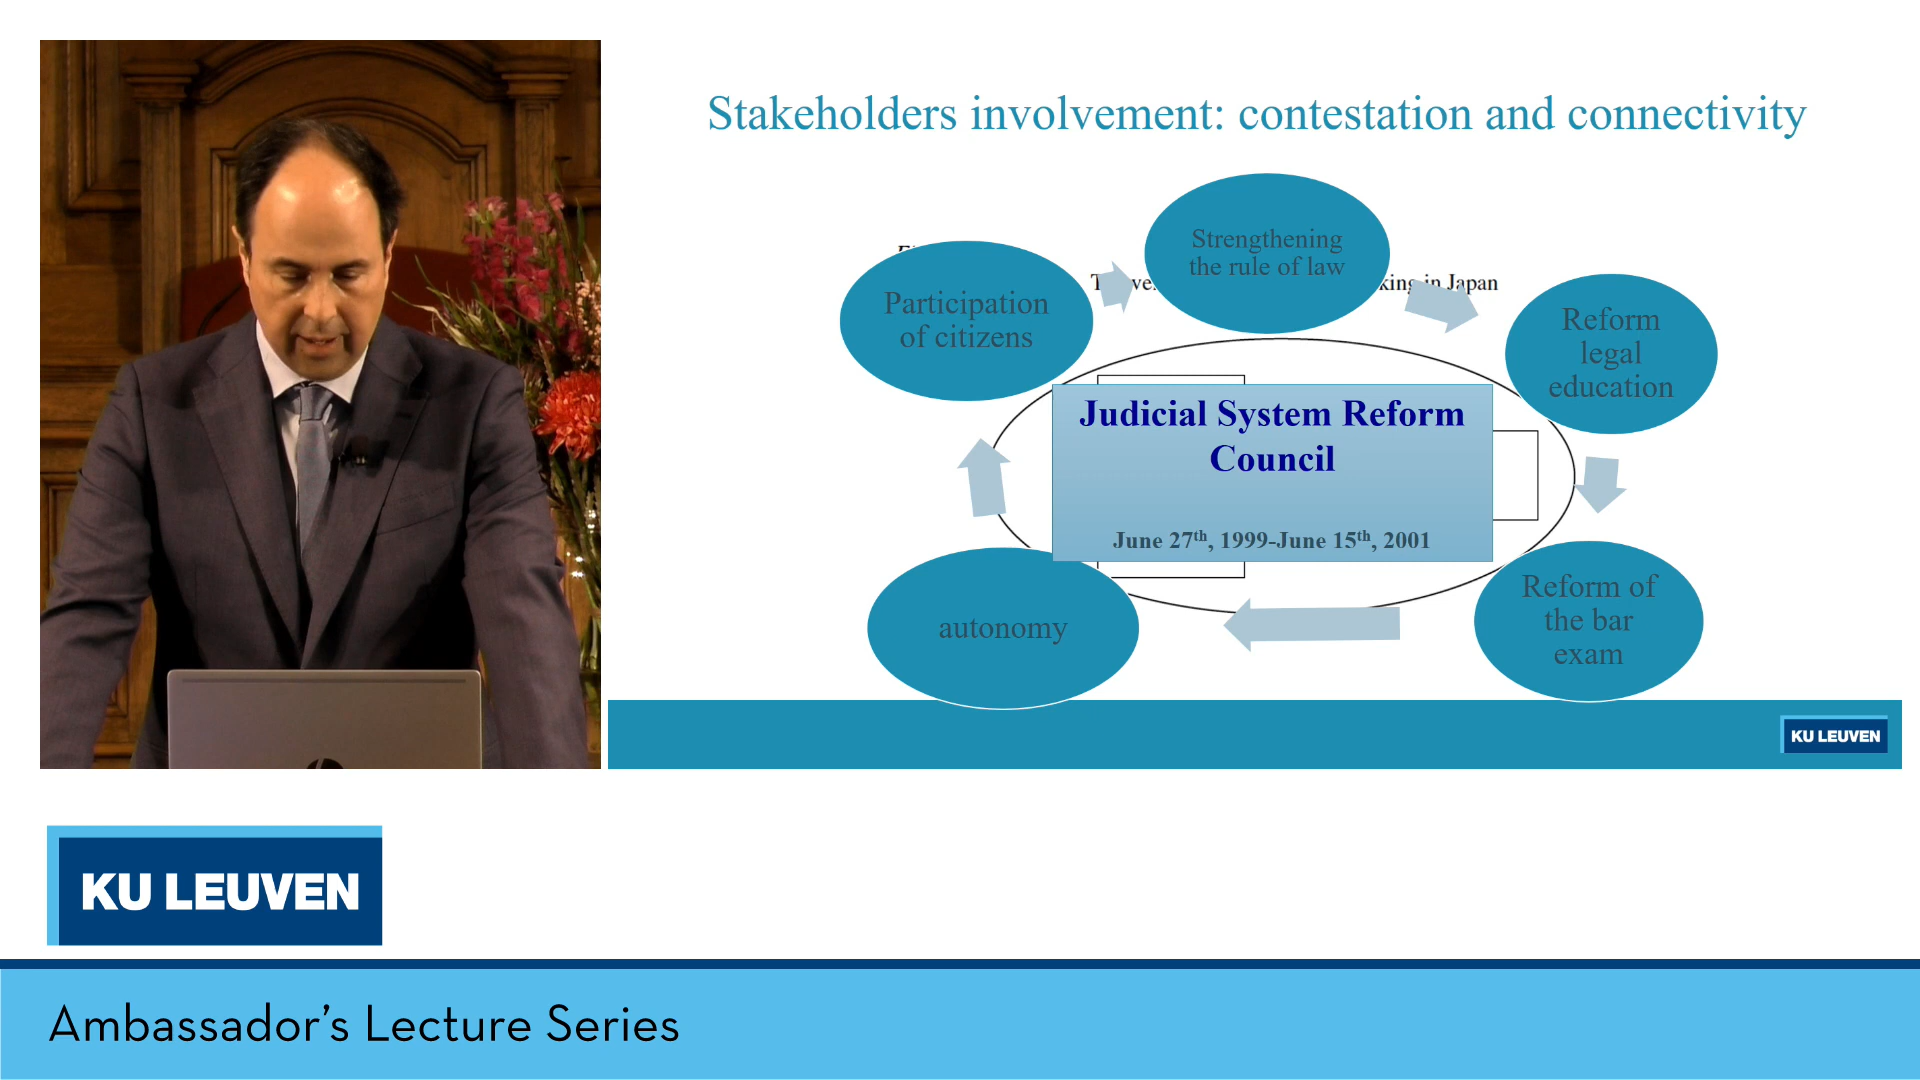 Stakeholders involvement: contestation and connectivity
Strengthening
the rule of law
in Japan
Participation
of citizens
Reform
legal
education
Judicial System Reform
Council
June 27th, 1999-June 15th, 2001
Reform of
the bar
exam
autonomy
KU LEUVEN
KU LEUVEN
Ambassador's Lecture Series